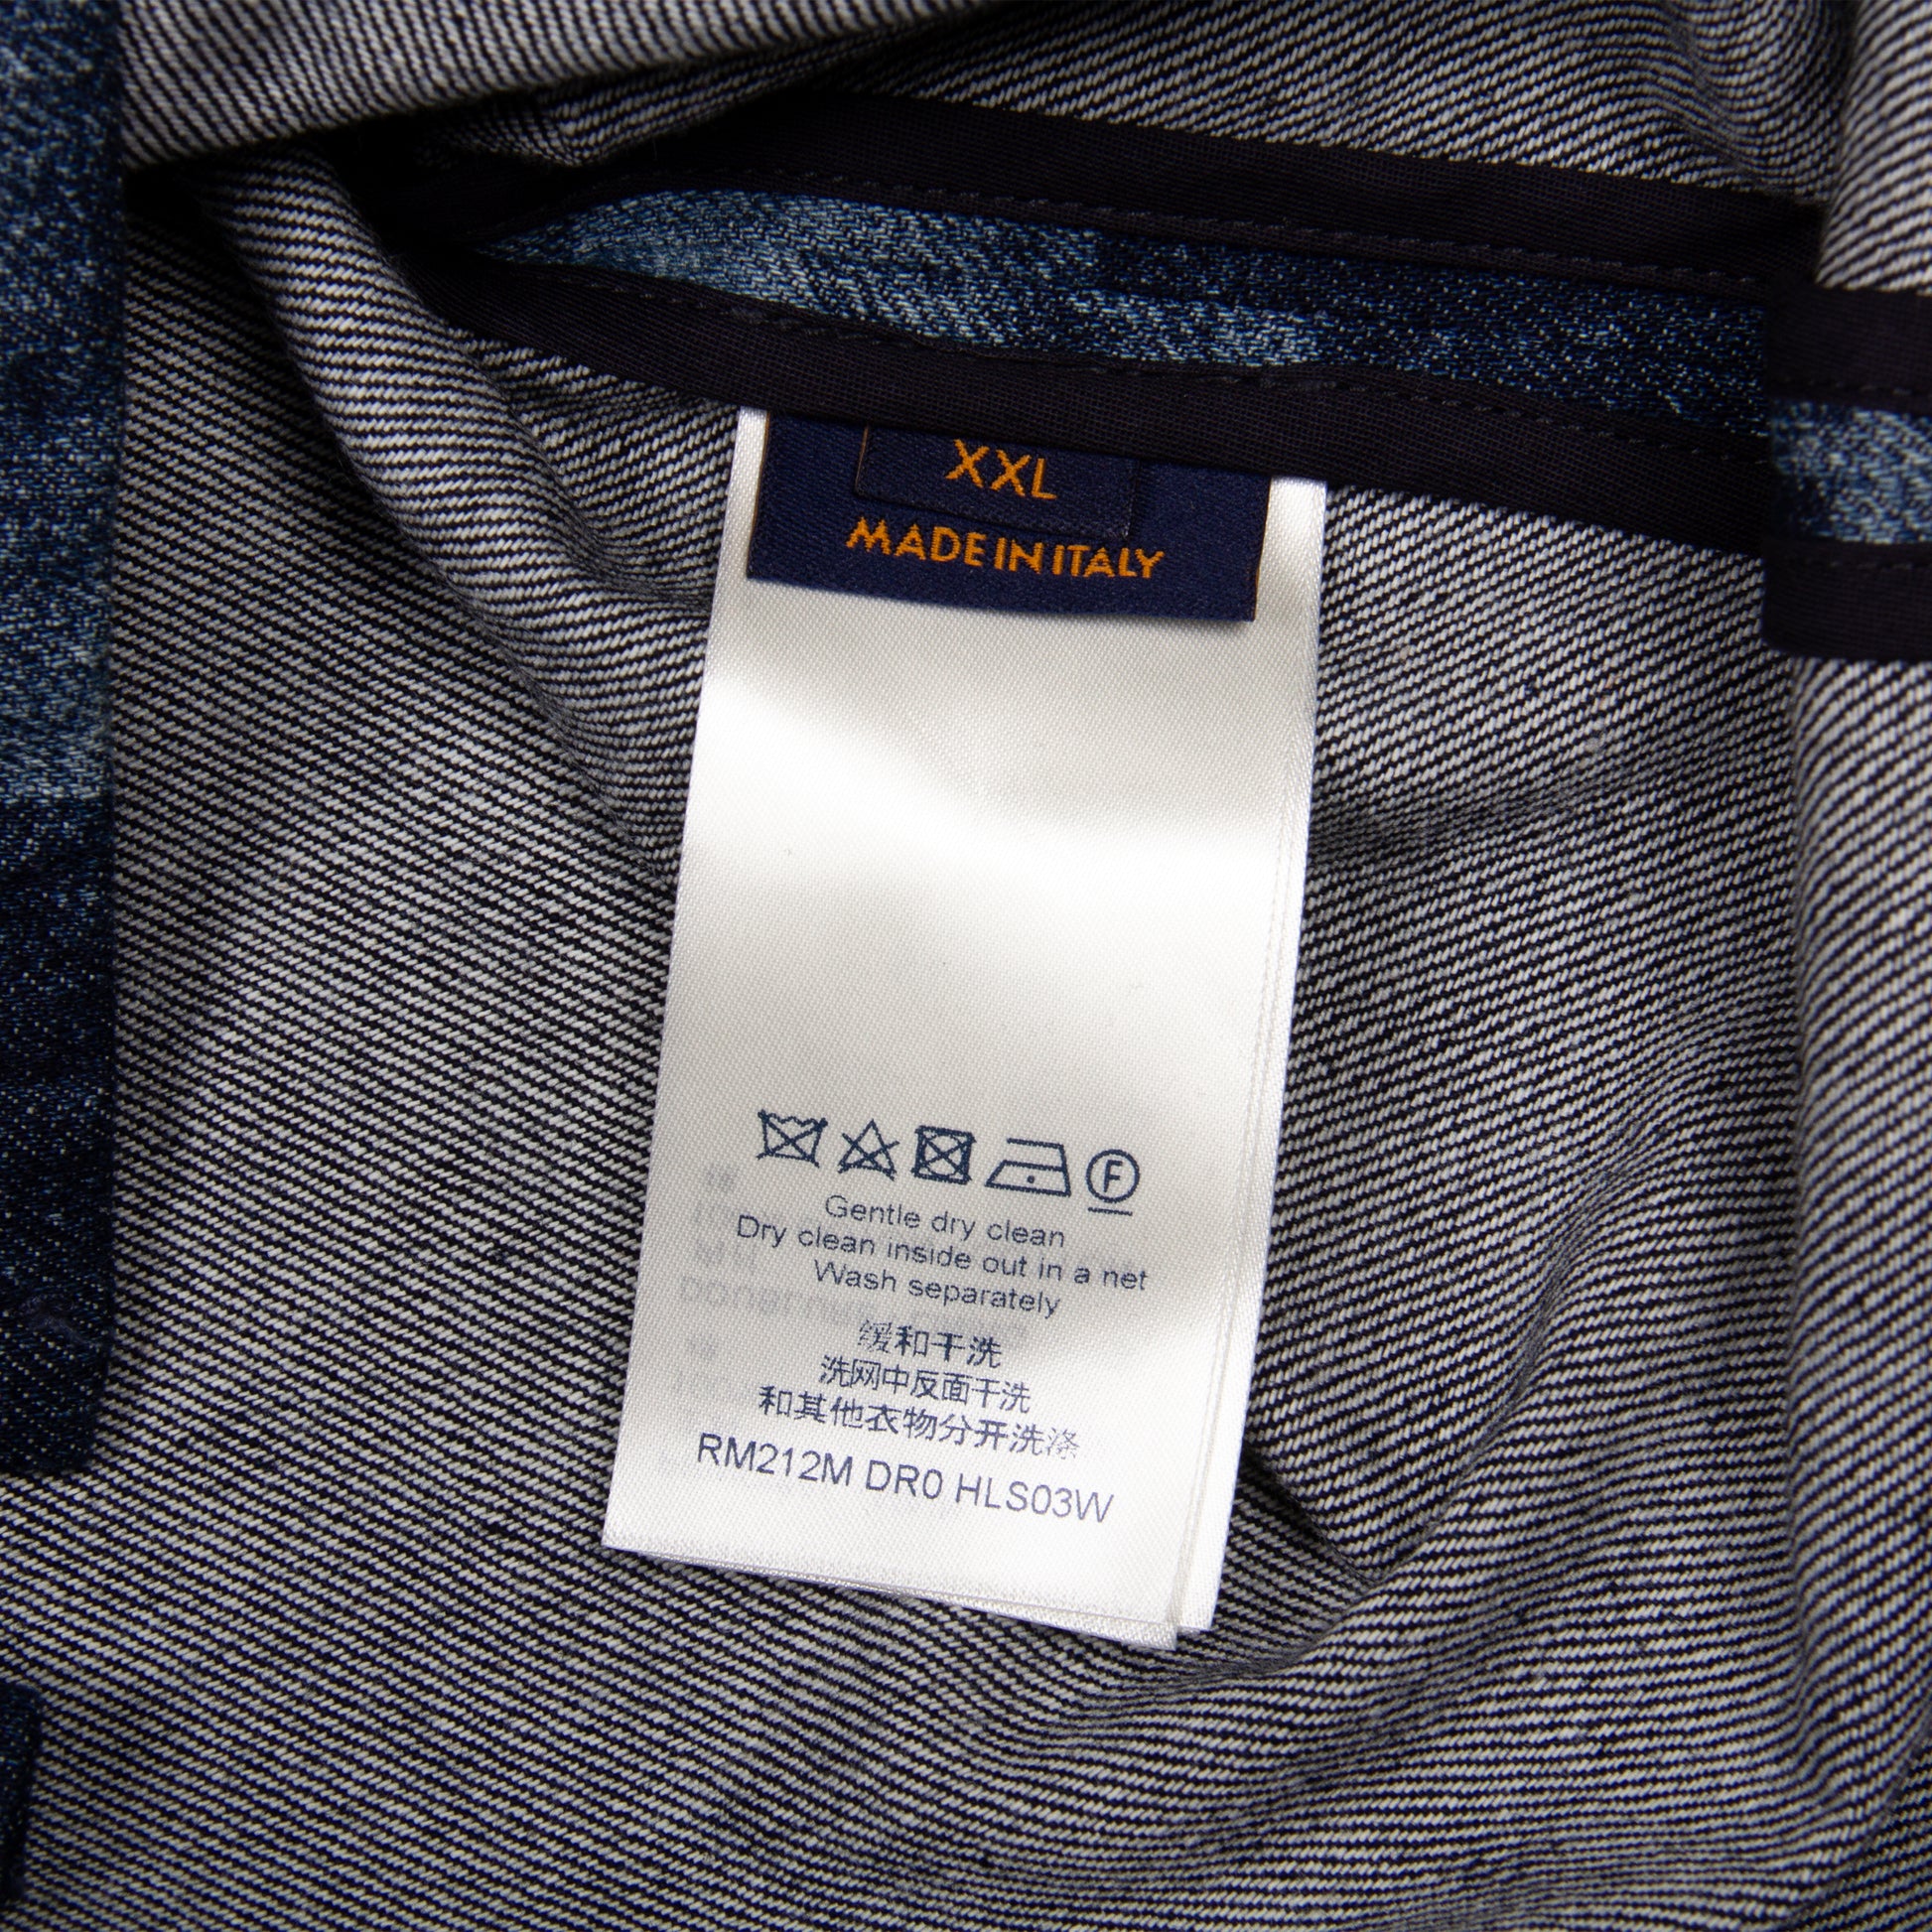 XXL
MADE IN ITALY
F
Gentle dry clean
Dry clean inside out in a net
Wash separately
缓和干洗
洗网中反面干洗
和其他衣物分开洗涤
RM212M DR0 HLS03W